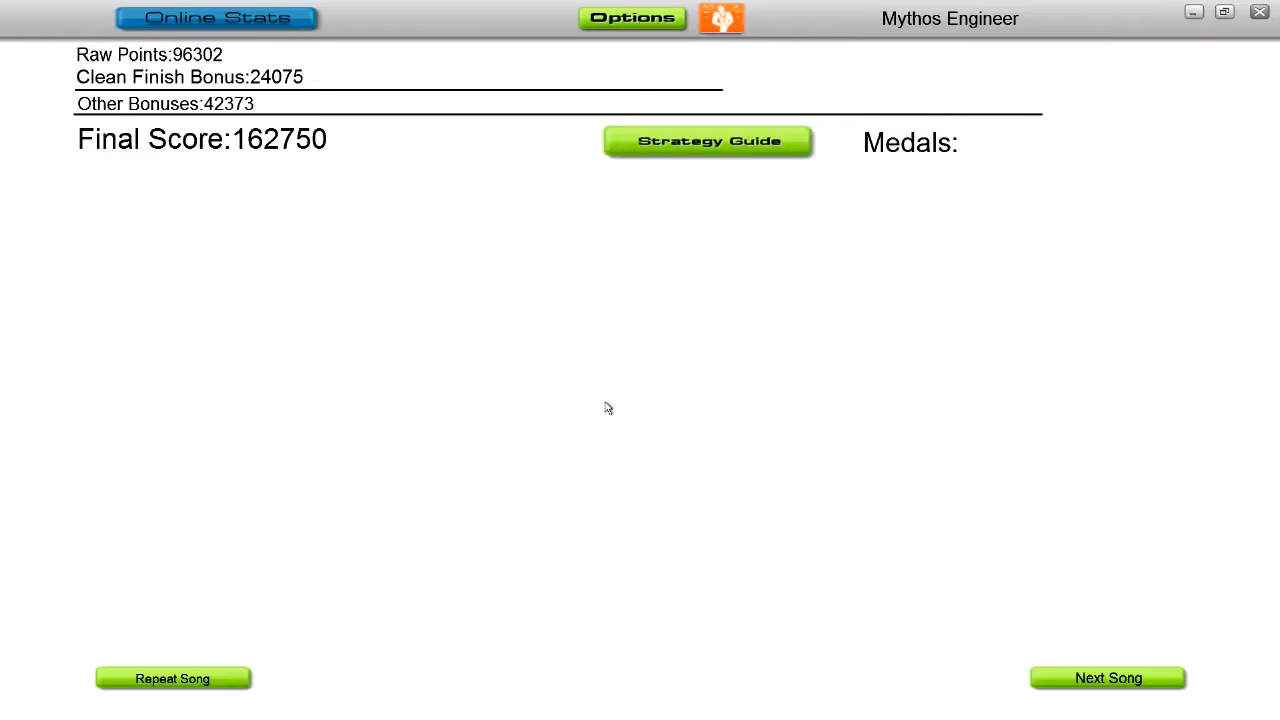 Online Stats
Options
Mythos Engineer
Raw Points:96302
Clean Finish Bonus:24075
Other Bonuses:42373
Final Score:162750
Strategy Guide
Medals:
Repeat Song
Next Song